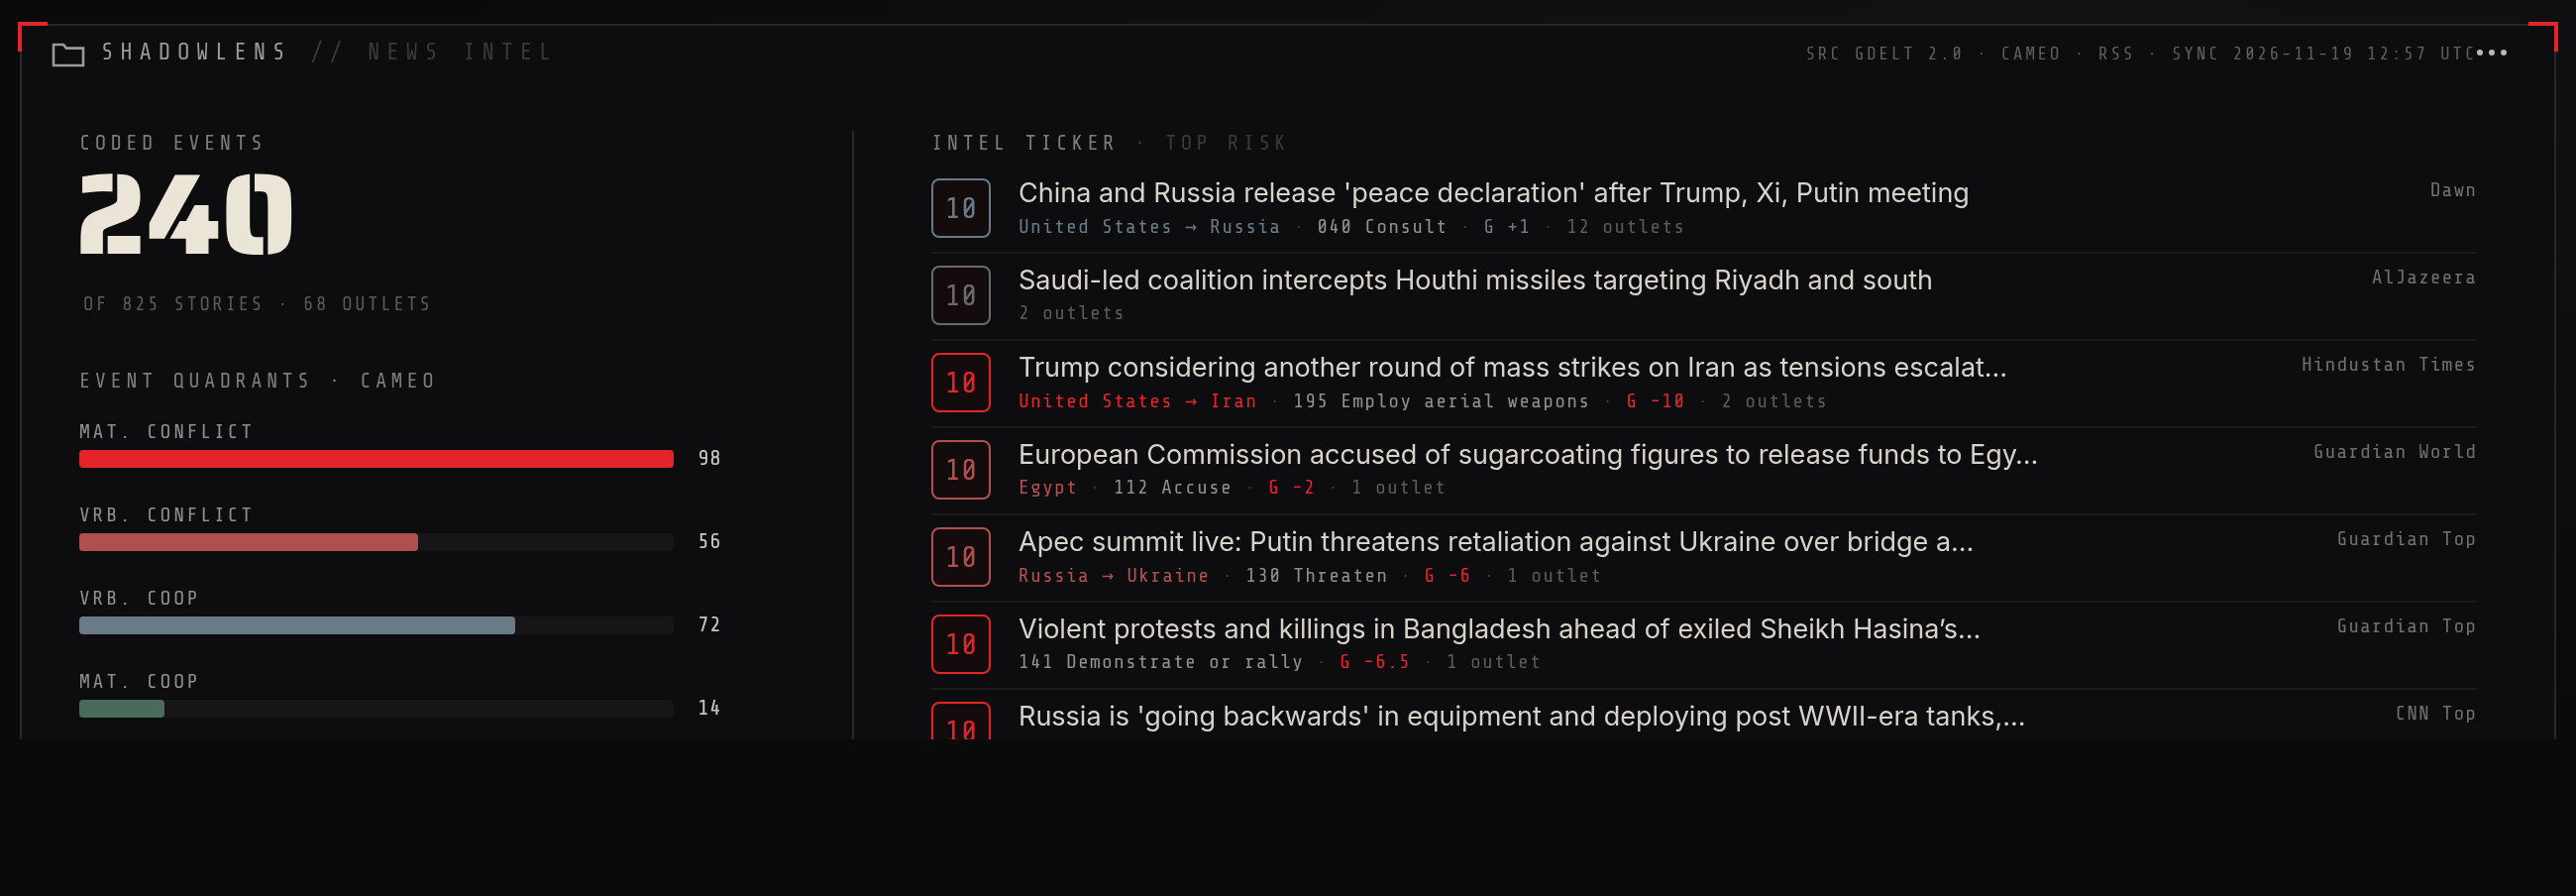 SHADOWLENS // NEWS INTEL
SRC GDELT 2.0 · CAMEO · RSS · SYNC 2026-11-19 12:57 UTC
CODED EVENTS
240
OF 825 STORIES · 68 OUTLETS
EVENT QUADRANTS · CAMEO
MAT. CONFLICT
98
VRB. CONFLICT
56
VRB. COOP
72
MAT. COOP
14
INTEL TICKER · TOP RISK
10 China and Russia release 'peace declaration' after Trump, Xi, Putin meeting Dawn
United States → Russia · 040 Consult · G +1 · 12 outlets
10 Saudi-led coalition intercepts Houthi missiles targeting Riyadh and south AlJazeera
2 outlets
10 Trump considering another round of mass strikes on Iran as tensions escalat... Hindustan Times
United States → Iran · 195 Employ aerial weapons · G -10 · 2 outlets
10 European Commission accused of sugarcoating figures to release funds to Egy... Guardian World
Egypt · 112 Accuse · G -2 · 1 outlet
10 Apec summit live: Putin threatens retaliation against Ukraine over bridge a... Guardian Top
Russia → Ukraine · 130 Threaten · G -6 · 1 outlet
10 Violent protests and killings in Bangladesh ahead of exiled Sheikh Hasina’s... Guardian Top
141 Demonstrate or rally · G -6.5 · 1 outlet
10 Russia is 'going backwards' in equipment and deploying post WWII-era tanks,... CNN Top